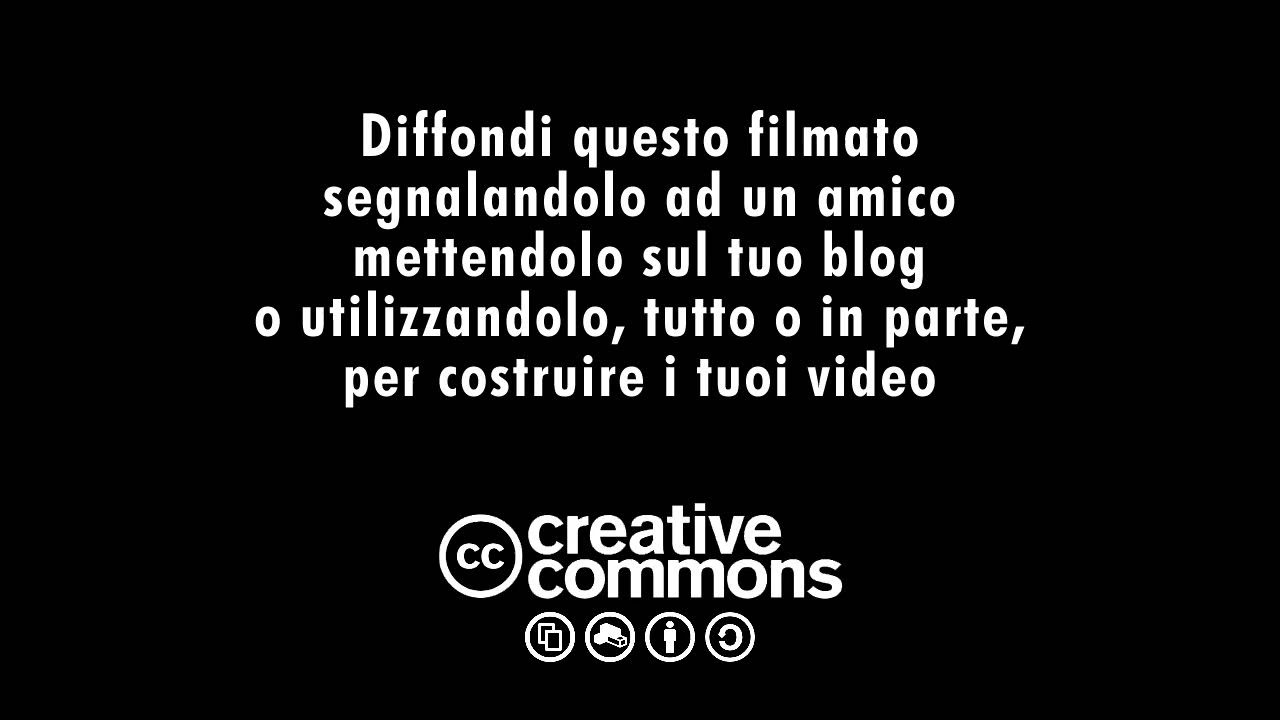 Diffondi questo filmato
segnalandolo ad un amico
mettendolo sul tuo blog
o utilizzandolo, tutto o in parte,
per costruire i tuoi video
cc creative
commons